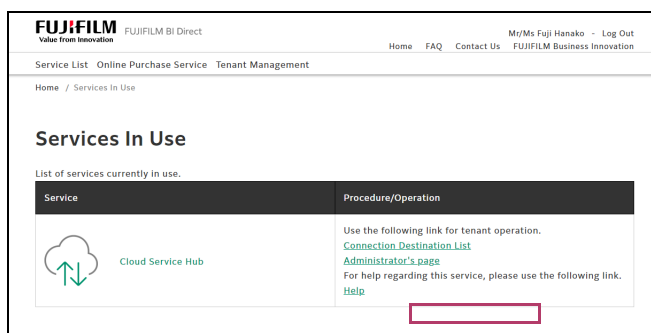 FUJIFILM
Value from Innovation
FUJIFILM BI Direct
Mr/Ms Fuji Hanako - Log Out
Home FAQ Contact Us FUJIFILM Business Innovation
Service List Online Purchase Service Tenant Management
Home / Services In Use
Services In Use
List of services currently in use.
Service Procedure/Operation
Cloud Service Hub
Use the following link for tenant operation.
Connection Destination List
Administrator's page
For help regarding this service, please use the following link.
Help